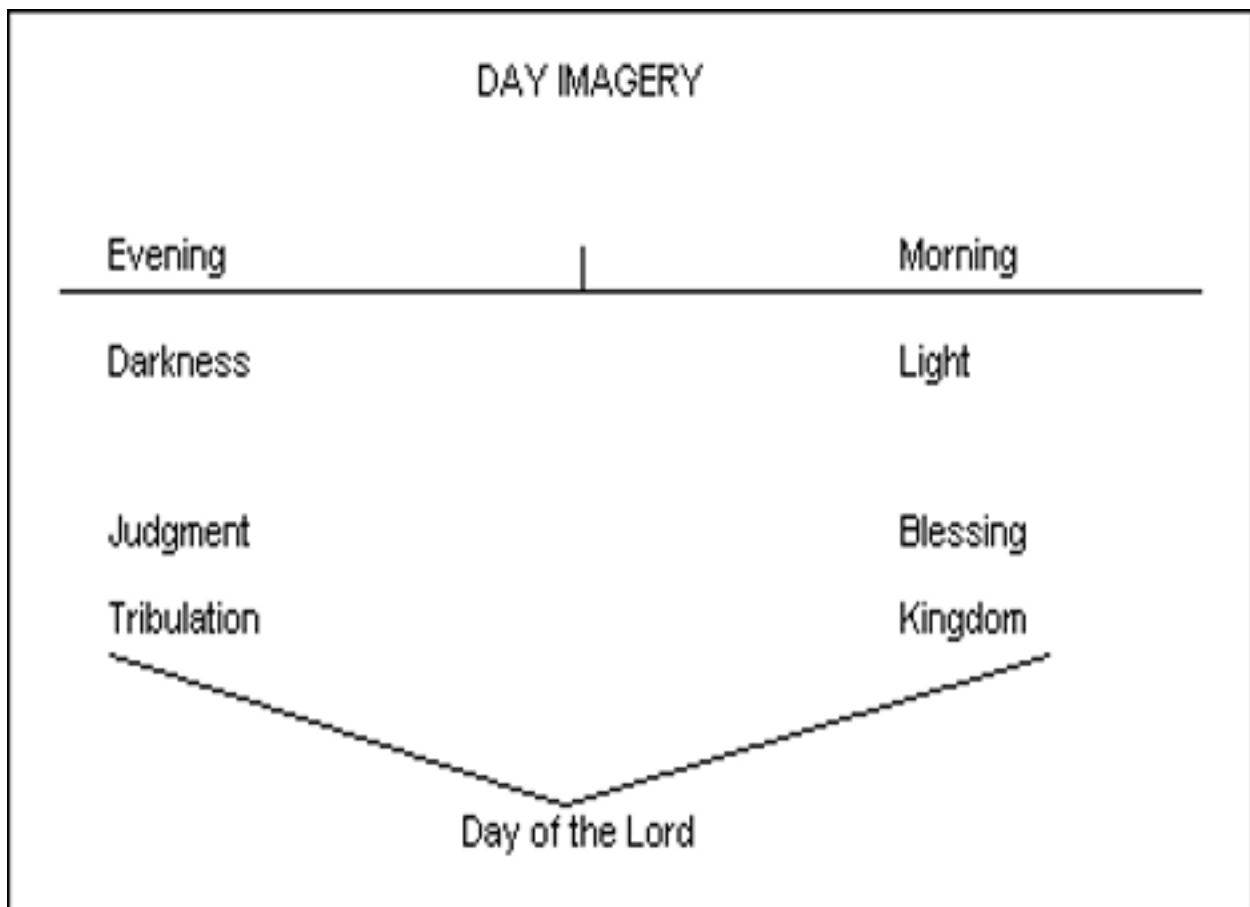 DAY IMAGERY
Evening Morning
Darkness Light
Judgment Blessing
Tribulation Kingdom
Day of the Lord